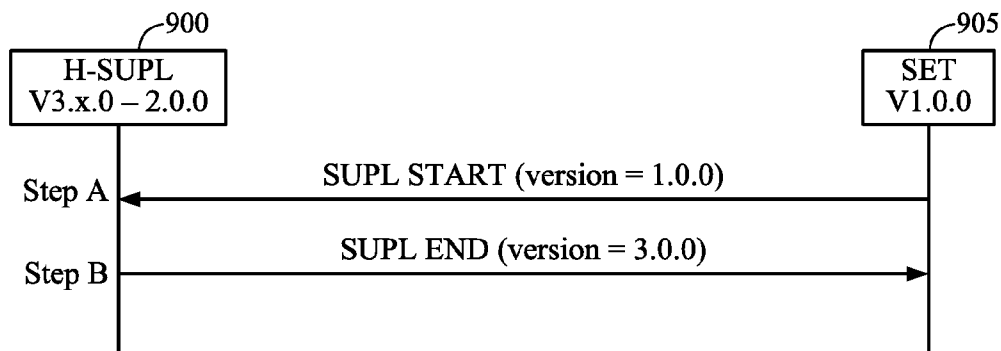 900
905
H-SUPL
V3.x.0 – 2.0.0
SET
V1.0.0
Step A
SUPL START (version = 1.0.0)
Step B
SUPL END (version = 3.0.0)